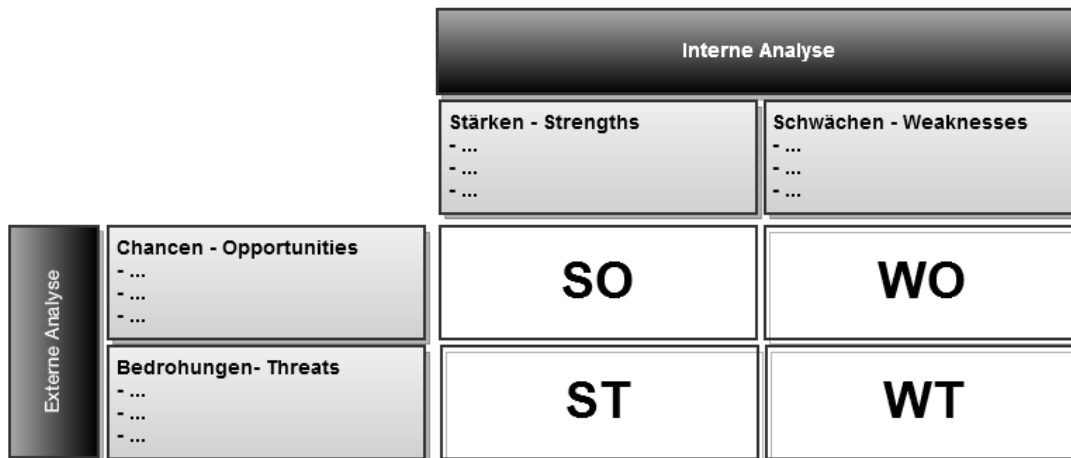 Interne Analyse
Stärken - Strengths
- ...
- ...
- ...
Schwächen - Weaknesses
- ...
- ...
- ...
Externe Analyse
Chancen - Opportunities
- ...
- ...
- ...
SO
WO
Bedrohungen- Threats
- ...
- ...
- ...
ST
WT